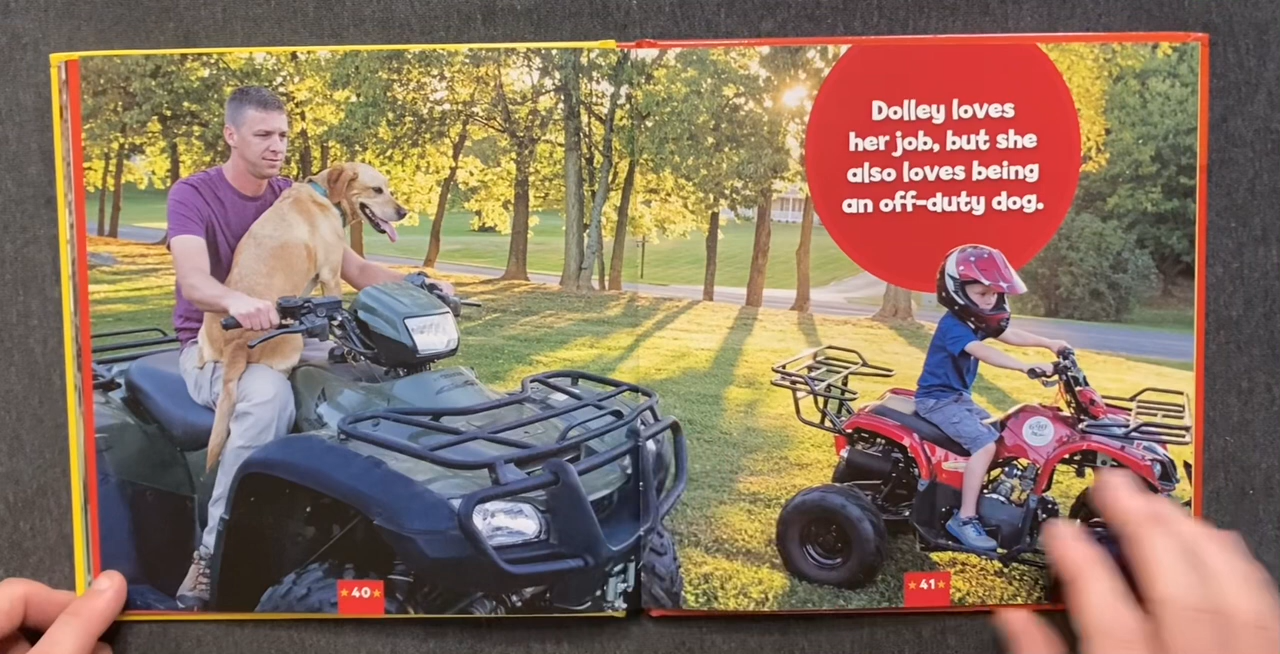 Dolley loves
her job, but she
also loves being
an off-duty dog.
40
41